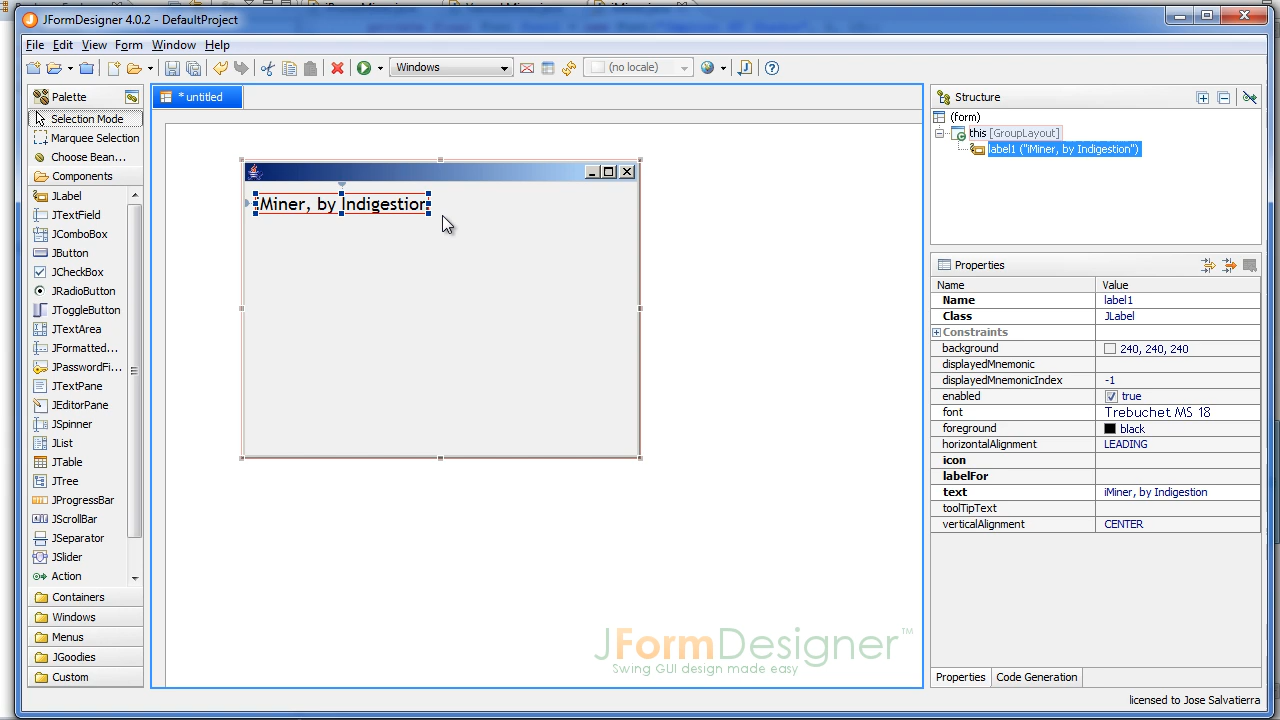 JFormDesigner 4.0.2 - DefaultProject
File Edit View Form Window Help
Windows
(no locale)
Palette
Selection Mode
Marquee Selection
Choose Bean...
Components
JLabel
JTextField
JComboBox
JButton
JCheckBox
JRadioButton
JToggleButton
JTextArea
JFormatted...
JPasswordFi...
JTextPane
JEditorPane
JSpinner
JList
JTable
JTree
JProgressBar
JScrollBar
JSeparator
JSlider
Action
Containers
Windows
Menus
JGoodies
Custom
* untitled
iMiner, by Indigestion
JFormDesigner™
Swing GUI design made easy
Structure
(form)
this [GroupLayout]
label1 ("iMiner, by Indigestion")
Properties
Name Value
Name label1
Class JLabel
Constraints
background 240, 240, 240
displayedMnemonic
displayedMnemonicIndex -1
enabled true
font Trebuchet MS 18
foreground black
horizontalAlignment LEADING
icon
labelFor
text iMiner, by Indigestion
toolTipText
verticalAlignment CENTER
Properties Code Generation
licensed to Jose Salvatierra